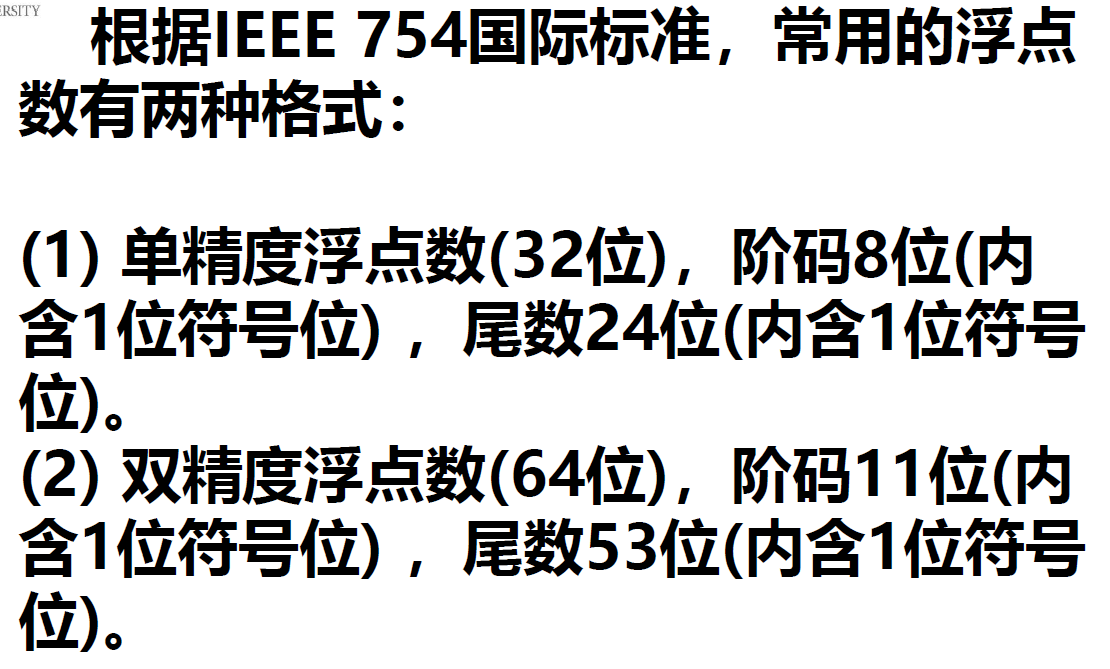 ERSITY
根据IEEE 754国际标准，常用的浮点
数有两种格式：
(1) 单精度浮点数(32位)，阶码8位(内
含1位符号位) ，尾数24位(内含1位符号
位)。
(2) 双精度浮点数(64位)，阶码11位(内
含1位符号位) ，尾数53位(内含1位符号
位)。